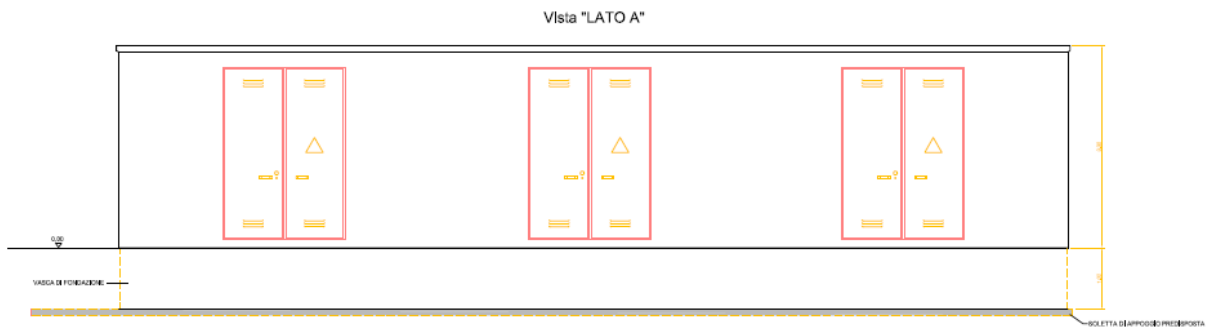 Vista "LATO A"
0.00
VASCA DI FONDAZIONE
SOLETTA DI APPOGGIO PREDISPOSTA